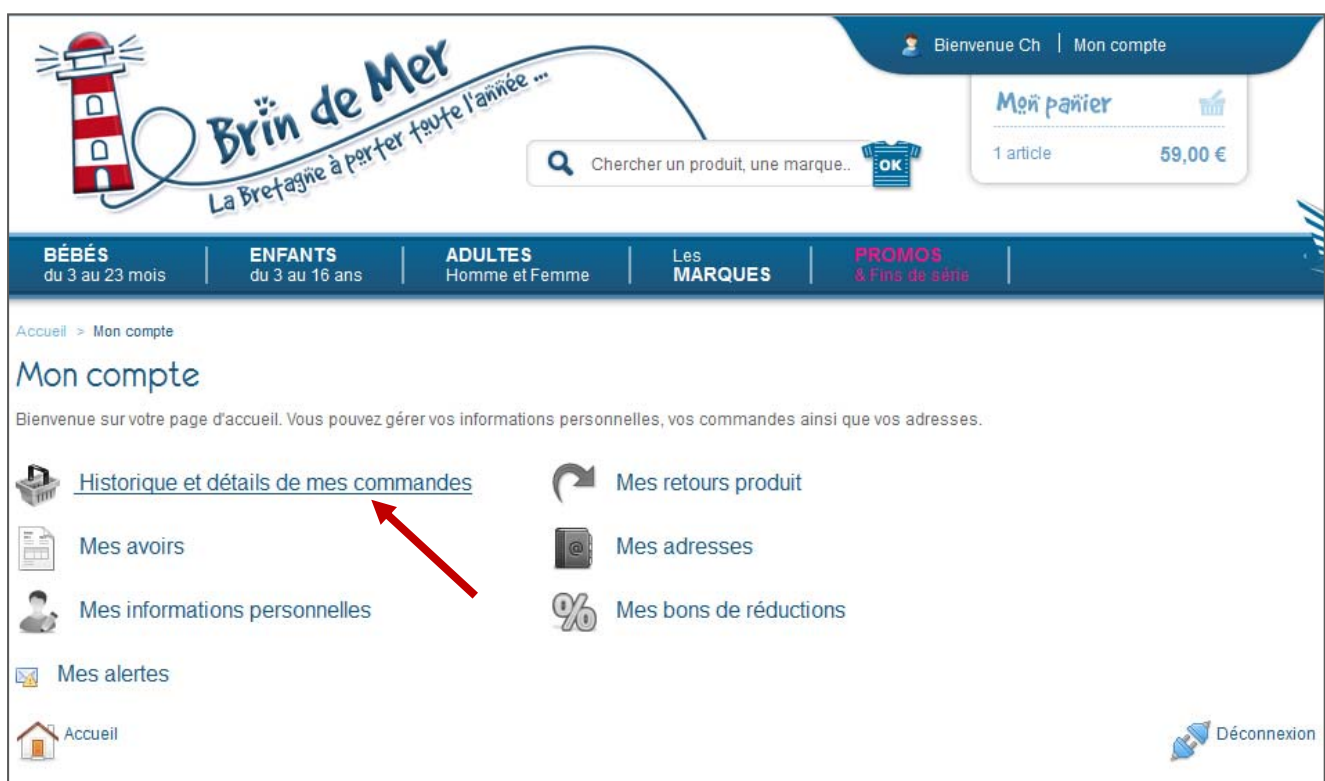 Bienvenue Ch | Mon compte
Brin de Mer
La Bretagne à porter toute l'année ...
Mon panier
1 article 59,00 €
Chercher un produit, une marque.. OK
BÉBÉS
du 3 au 23 mois
ENFANTS
du 3 au 16 ans
ADULTES
Homme et Femme
Les
MARQUES
PROMOS
& Fins de série
Accueil > Mon compte
Mon compte
Bienvenue sur votre page d'accueil. Vous pouvez gérer vos informations personnelles, vos commandes ainsi que vos adresses.
Historique et détails de mes commandes
Mes retours produit
Mes avoirs
Mes adresses
Mes informations personnelles
Mes bons de réductions
Mes alertes
Accueil
Déconnexion